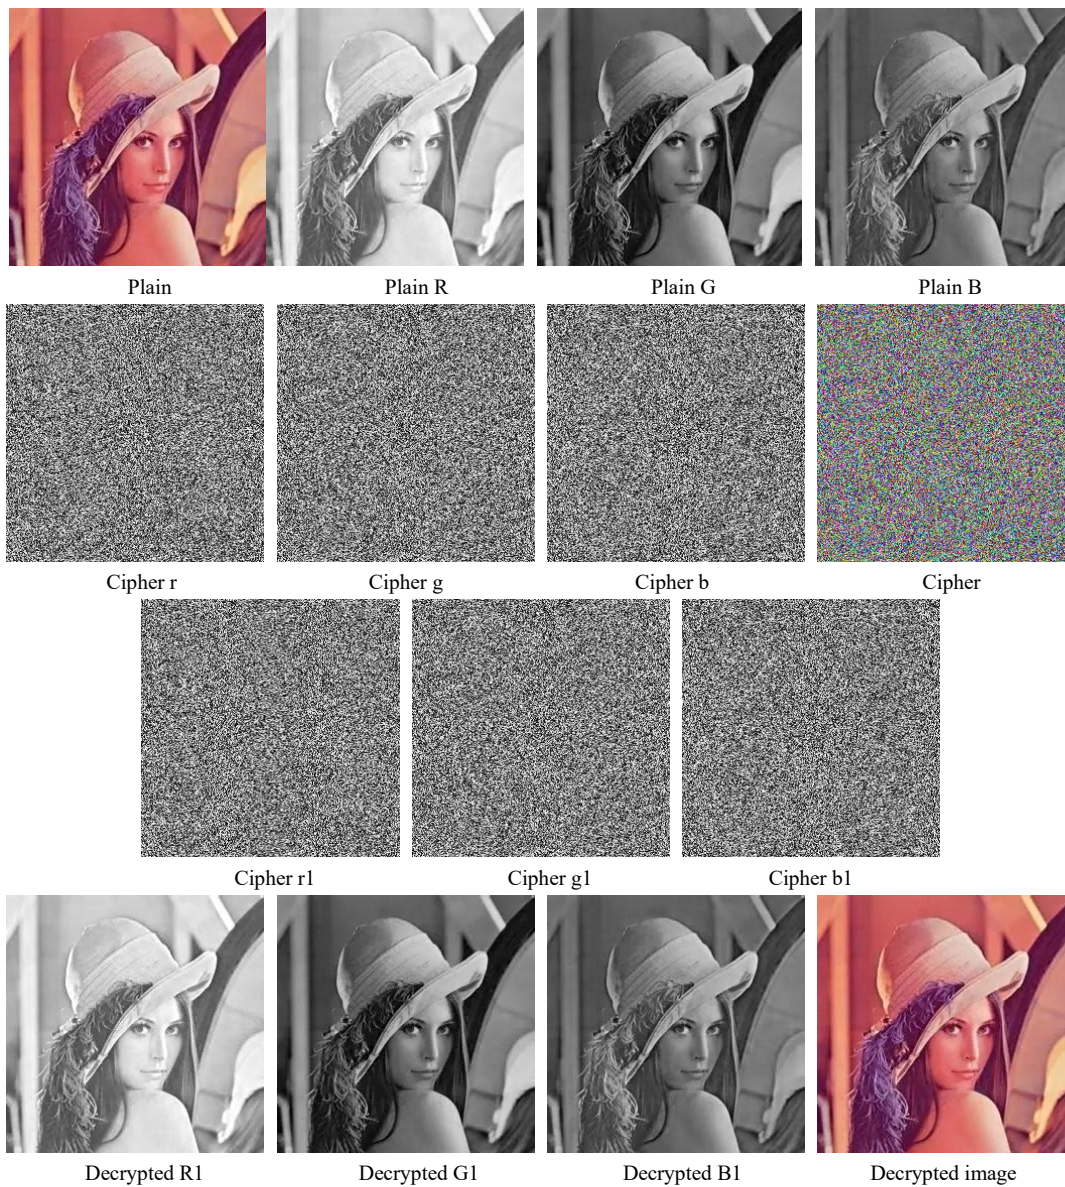 Plain Plain R Plain G Plain B
Cipher r Cipher g Cipher b Cipher
Cipher r1 Cipher g1 Cipher b1
Decrypted R1 Decrypted G1 Decrypted B1 Decrypted image